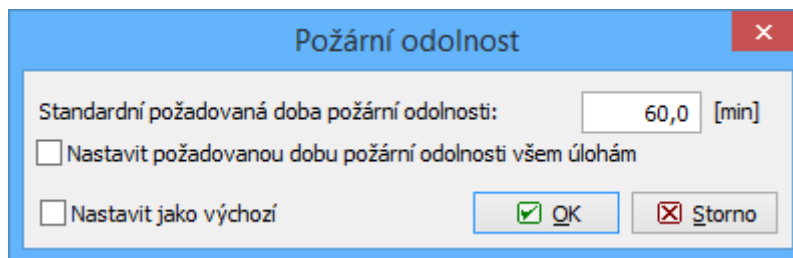 Požární odolnost
Standardní požadovaná doba požární odolnosti: 60,0 [min]
Nastavit požadovanou dobu požární odolnosti všem úlohám
Nastavit jako výchozí OK Storno